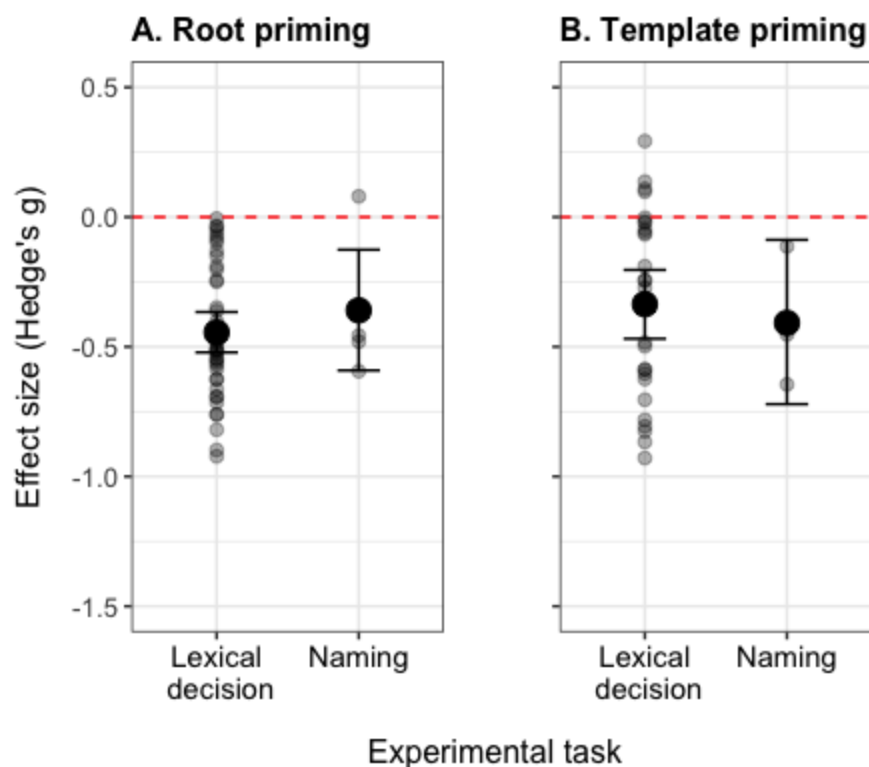 A. Root priming
B. Template priming
Effect size (Hedge's g)
0.5
0.0
-0.5
-1.0
-1.5
Lexical
decision
Naming
Lexical
decision
Naming
Experimental task